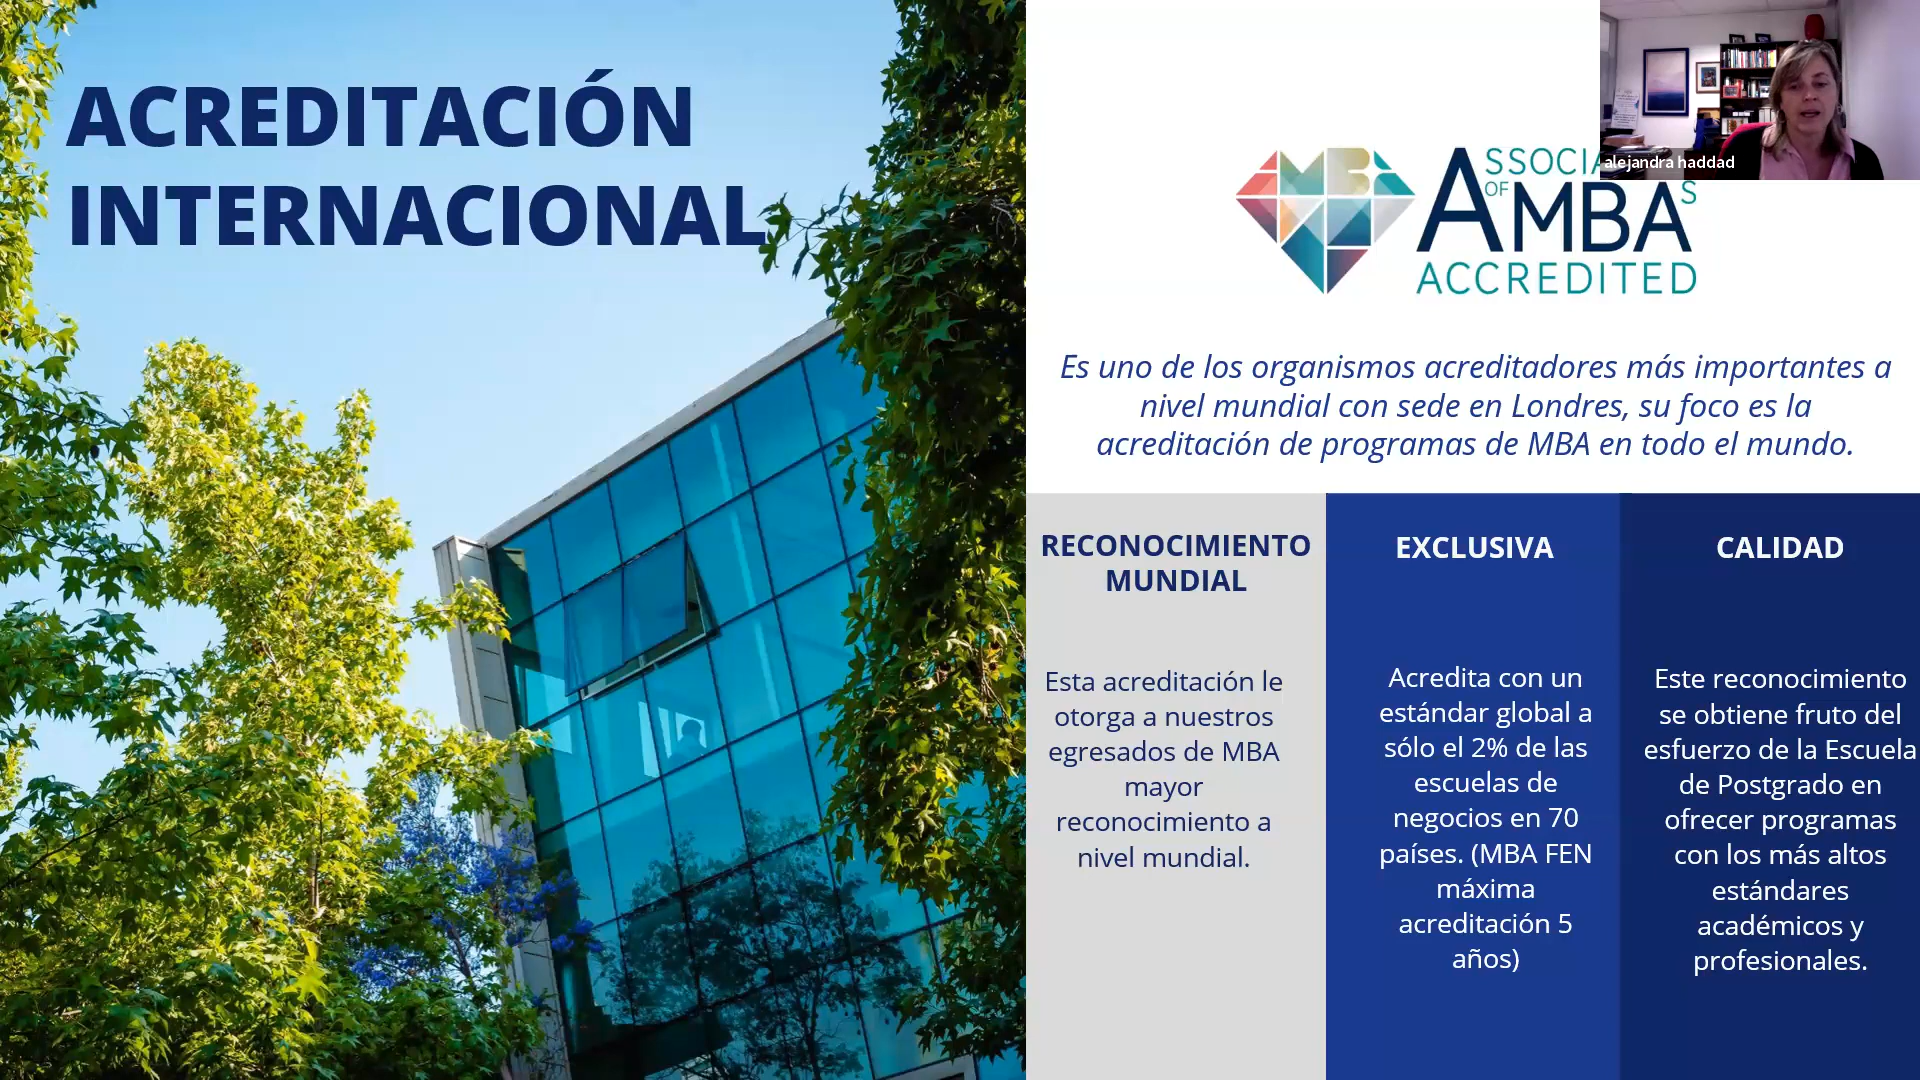 ACREDITACIÓN
INTERNACIONAL
alejandra haddad
ASSOCIA
OF AMBAS
ACCREDITED
Es uno de los organismos acreditadores más importantes a
nivel mundial con sede en Londres, su foco es la
acreditación de programas de MBA en todo el mundo.
RECONOCIMIENTO
MUNDIAL
Esta acreditación le
otorga a nuestros
egresados de MBA
mayor
reconocimiento a
nivel mundial.
EXCLUSIVA
Acredita con un
estándar global a
sólo el 2% de las
escuelas de
negocios en 70
países. (MBA FEN
máxima
acreditación 5
años)
CALIDAD
Este reconocimiento
se obtiene fruto del
esfuerzo de la Escuela
de Postgrado en
ofrecer programas
con los más altos
estándares
académicos y
profesionales.